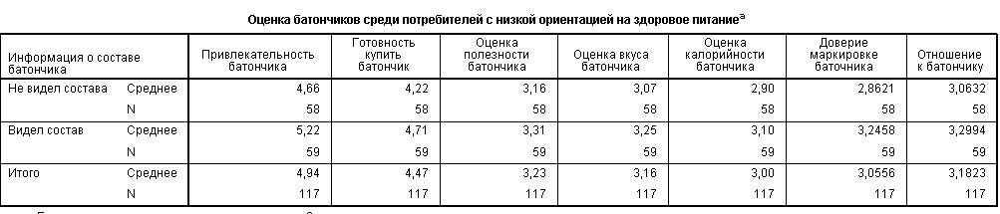 Оценка батончиков среди потребителей с низкой ориентацией на здоровое питание a
Информация о составе батончика Привлекательность батончика Готовность купить батончик Оценка полезности батончика Оценка вкуса батончика Оценка калорийности батончика Доверие маркировке баточника Отношение к батончику
Не видел состава Среднее 4,66 4,22 3,16 3,07 2,90 2,8621 3,0632
N 58 58 58 58 58 58 58
Видел состав Среднее 5,22 4,71 3,31 3,25 3,10 3,2458 3,2994
N 59 59 59 59 59 59 59
Итого Среднее 4,94 4,47 3,23 3,16 3,00 3,0556 3,1823
N 117 117 117 117 117 117 117